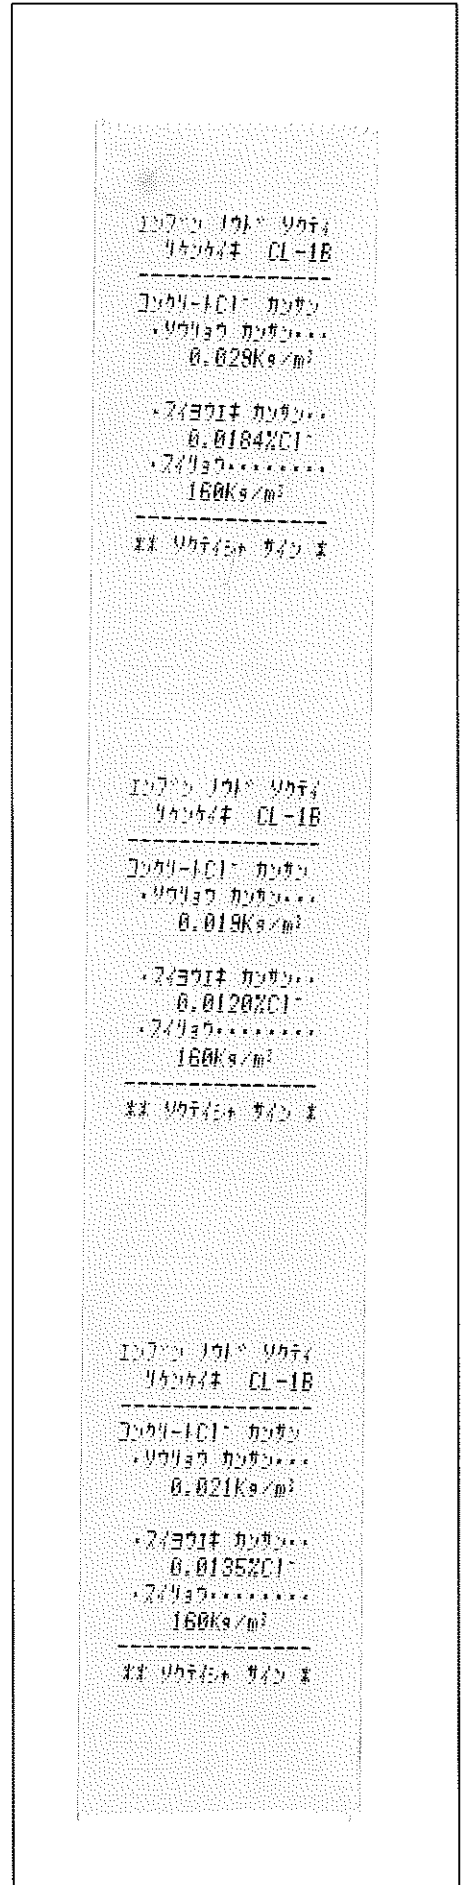 エンブン ノウド ソクテイ
リケンケイキ CL-1B
---------------
コンクリートCl⁻ カンサン
・ソウリョウ カンサン・・・
0.029Kg/m³
・スイヨウエキ カンサン・・
0.0184%Cl⁻
・スイリョウ・・・・・・・・
160Kg/m³
---------------
** ソクテイシャ サイン *
エンブン ノウド ソクテイ
リケンケイキ CL-1B
---------------
コンクリートCl⁻ カンサン
・ソウリョウ カンサン・・・
0.019Kg/m³
・スイヨウエキ カンサン・・
0.0120%Cl⁻
・スイリョウ・・・・・・・・
160Kg/m³
---------------
** ソクテイシャ サイン *
エンブン ノウド ソクテイ
リケンケイキ CL-1B
---------------
コンクリートCl⁻ カンサン
・ソウリョウ カンサン・・・
0.021Kg/m³
・スイヨウエキ カンサン・・
0.0135%Cl⁻
・スイリョウ・・・・・・・・
160Kg/m³
---------------
** ソクテイシャ サイン *